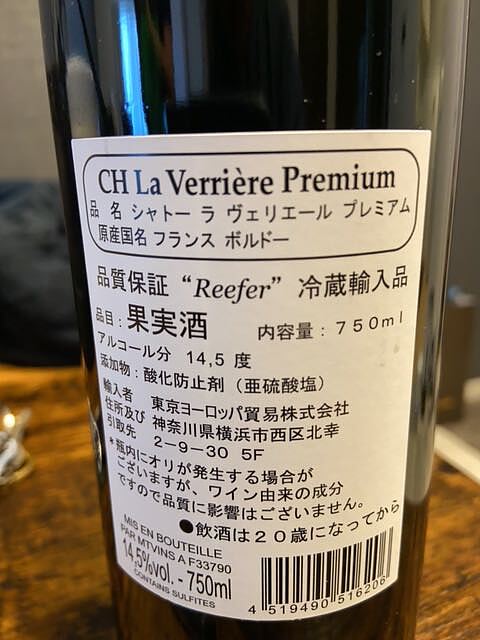 CH La Verrière Premium
品 名 シャトー ラ ヴェリエール プレミアム
原産国名 フランス ボルドー
品質保証 “Reefer” 冷蔵輸入品
品目：果実酒 内容量：７５０ｍｌ
アルコール分 14,5 度
添加物：酸化防止剤（亜硫酸塩）
輸入者 東京ヨーロッパ貿易株式会社
住所及び 神奈川県横浜市西区北幸
引取先 2－9－30 5F
＊瓶内にオリが発生する場合が
ございますが、ワイン由来の成分
ですので品質に影響はございません。
●飲酒は２０歳になってから
MIS EN BOUTEILLE
PAR MTVINS A F33790
14,5%vol. - 750ml
CONTAINS SULFITES
4 519490 516206